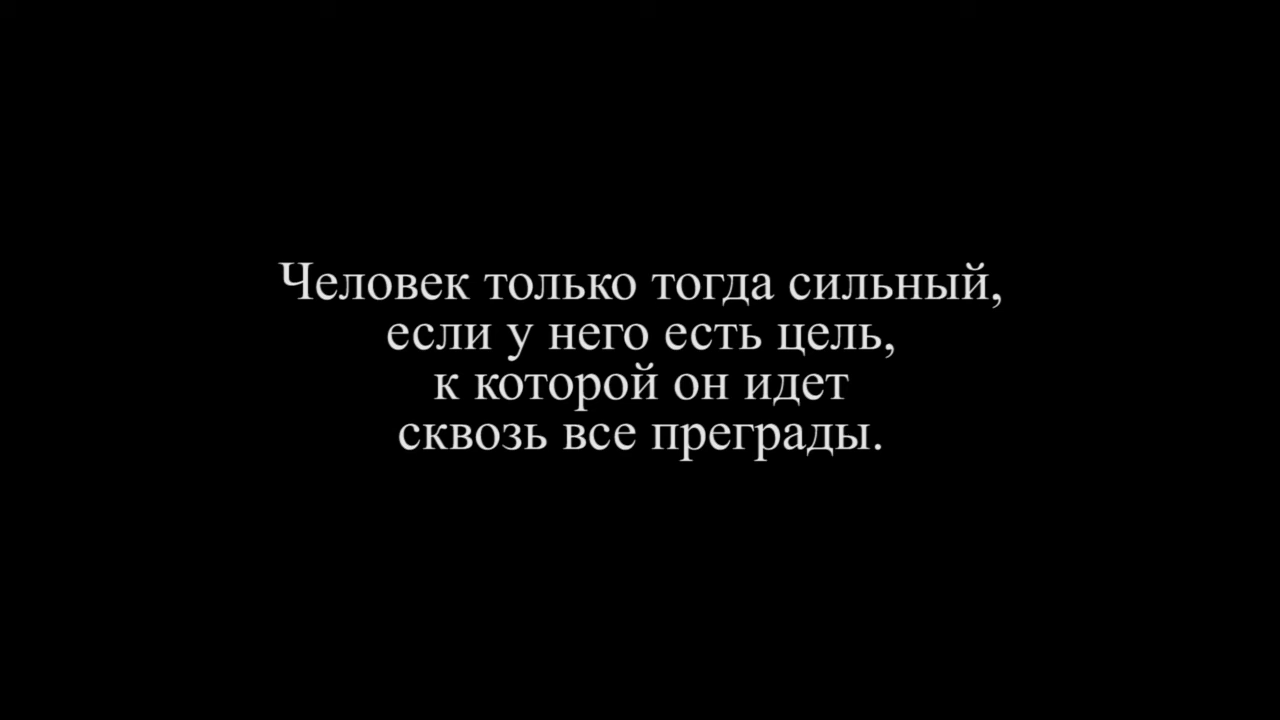 Человек только тогда сильный,
если у него есть цель,
к которой он идет
сквозь все преграды.